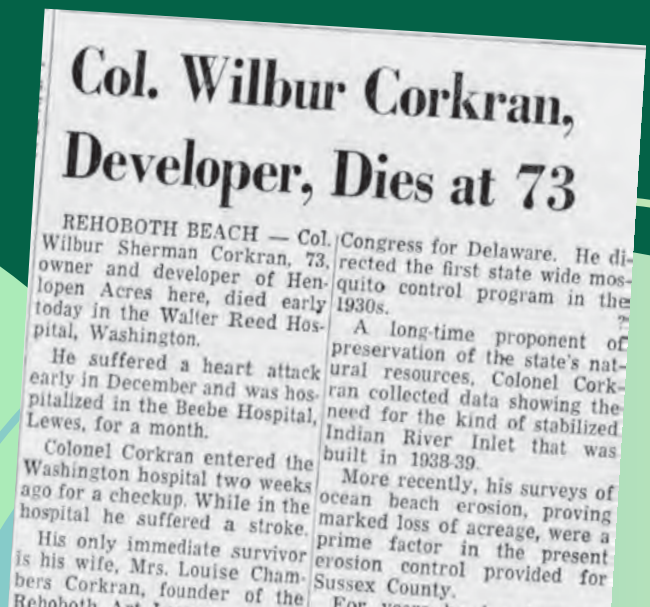 Col. Wilbur Corkran,
Developer, Dies at 73
REHOBOTH BEACH — Col.
Wilbur Sherman Corkran, 73,
owner and developer of Hen-
lopen Acres here, died early
today in the Walter Reed Hos-
pital, Washington.
He suffered a heart attack
early in December and was hos-
pitalized in the Beebe Hospital,
Lewes, for a month.
Colonel Corkran entered the
Washington hospital two weeks
ago for a checkup. While in the
hospital he suffered a stroke.
His only immediate survivor
is his wife, Mrs. Louise Cham-
bers Corkran, founder of the
Rehoboth Art
Congress for Delaware. He di-
rected the first state wide mos-
quito control program in the
1930s.
A long-time proponent of
preservation of the state's nat-
ural resources, Colonel Cork-
ran collected data showing the
need for the kind of stabilized
Indian River Inlet that was
built in 1938-39.
More recently, his surveys of
ocean beach erosion, proving
marked loss of acreage, were a
prime factor in the present
erosion control provided for
Sussex County.
For years